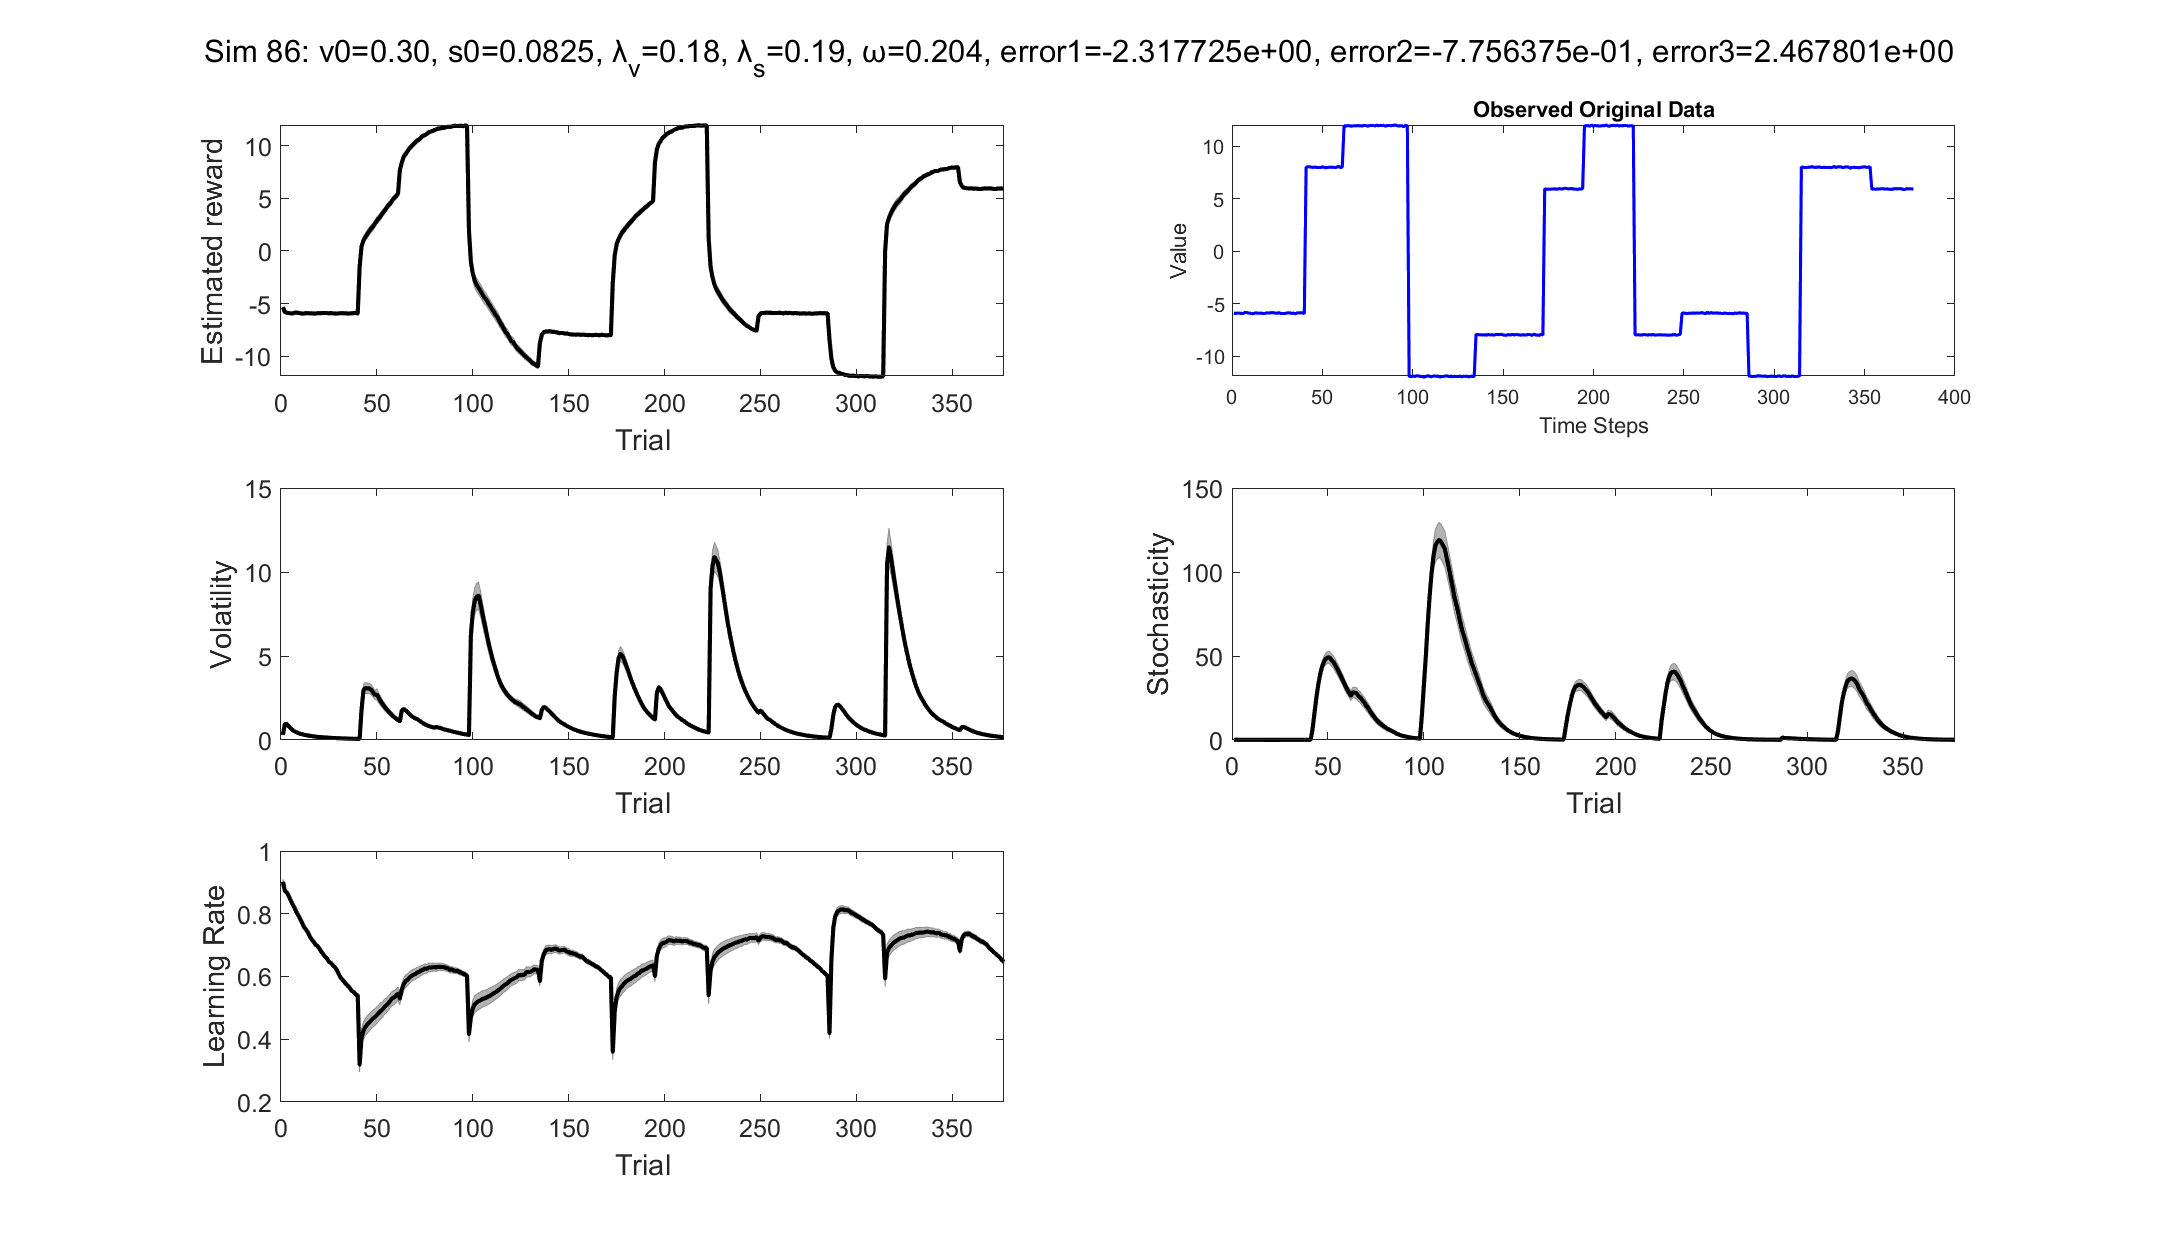 Sim 86: v0=0.30, s0=0.0825, λv=0.18, λs=0.19, ω=0.204, error1=-2.317725e+00, error2=-7.756375e-01, error3=2.467801e+00
Estimated reward
10
5
0
-5
-10
0 50 100 150 200 250 300 350
Trial
Observed Original Data
Value
10
5
0
-5
-10
0 50 100 150 200 250 300 350 400
Time Steps
Volatility
15
10
5
0
0 50 100 150 200 250 300 350
Trial
Stochasticity
150
100
50
0
0 50 100 150 200 250 300 350
Trial
Learning Rate
1
0.8
0.6
0.4
0.2
0 50 100 150 200 250 300 350
Trial